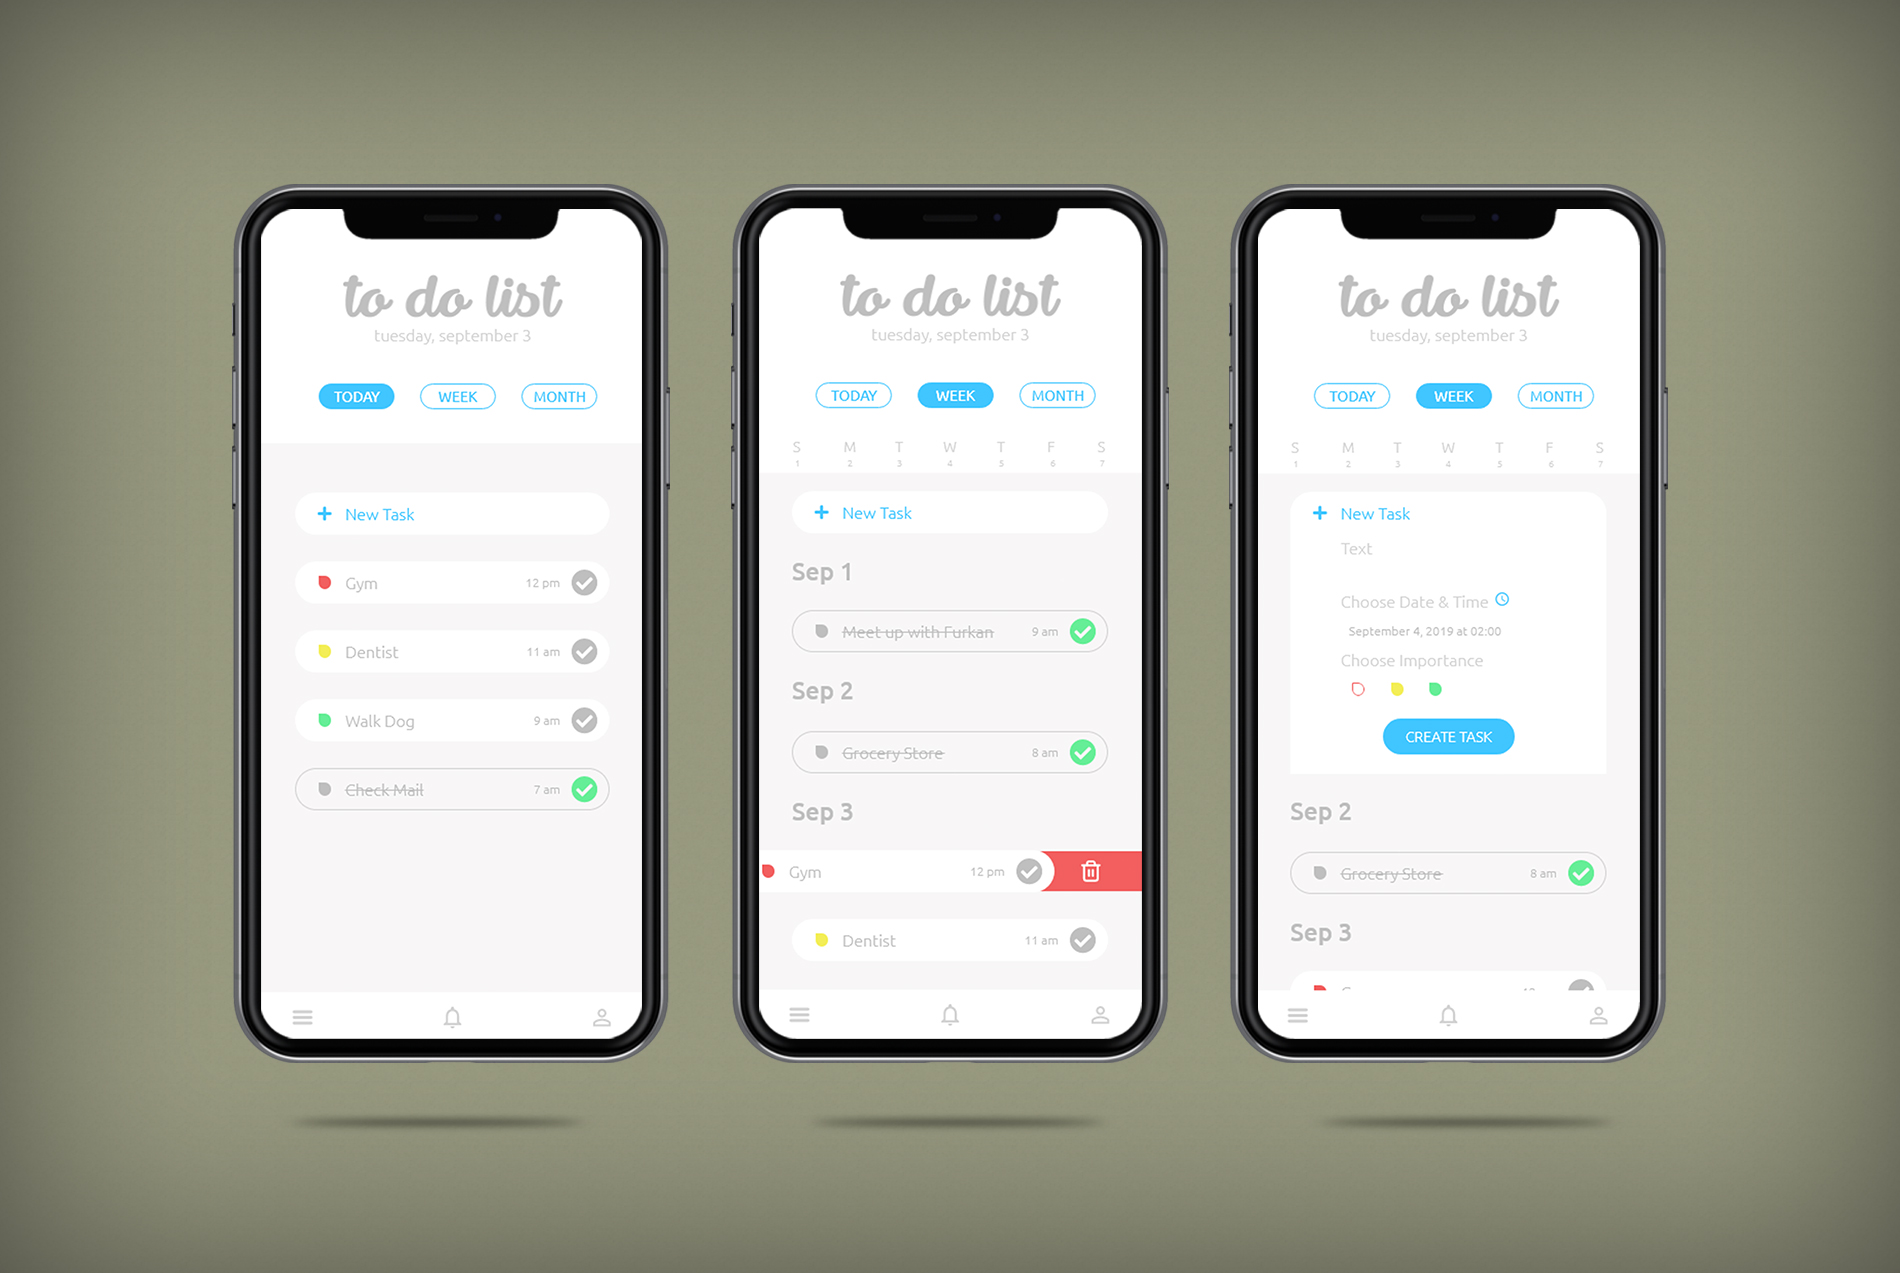 to do list
tuesday, september 3
TODAY WEEK MONTH
New Task
Gym 12 pm
Dentist 11 am
Walk Dog 9 am
Check Mail 7 am
to do list
tuesday, september 3
TODAY WEEK MONTH
S M T W T F S
1 2 3 4 5 6 7
New Task
Sep 1
Meet up with Furkan 9 am
Sep 2
Grocery Store 8 am
Sep 3
Gym 12 pm
Dentist 11 am
to do list
tuesday, september 3
TODAY WEEK MONTH
S M T W T F S
1 2 3 4 5 6 7
New Task
Text
Choose Date & Time
September 4, 2019 at 02:00
Choose Importance
CREATE TASK
Sep 2
Grocery Store 8 am
Sep 3